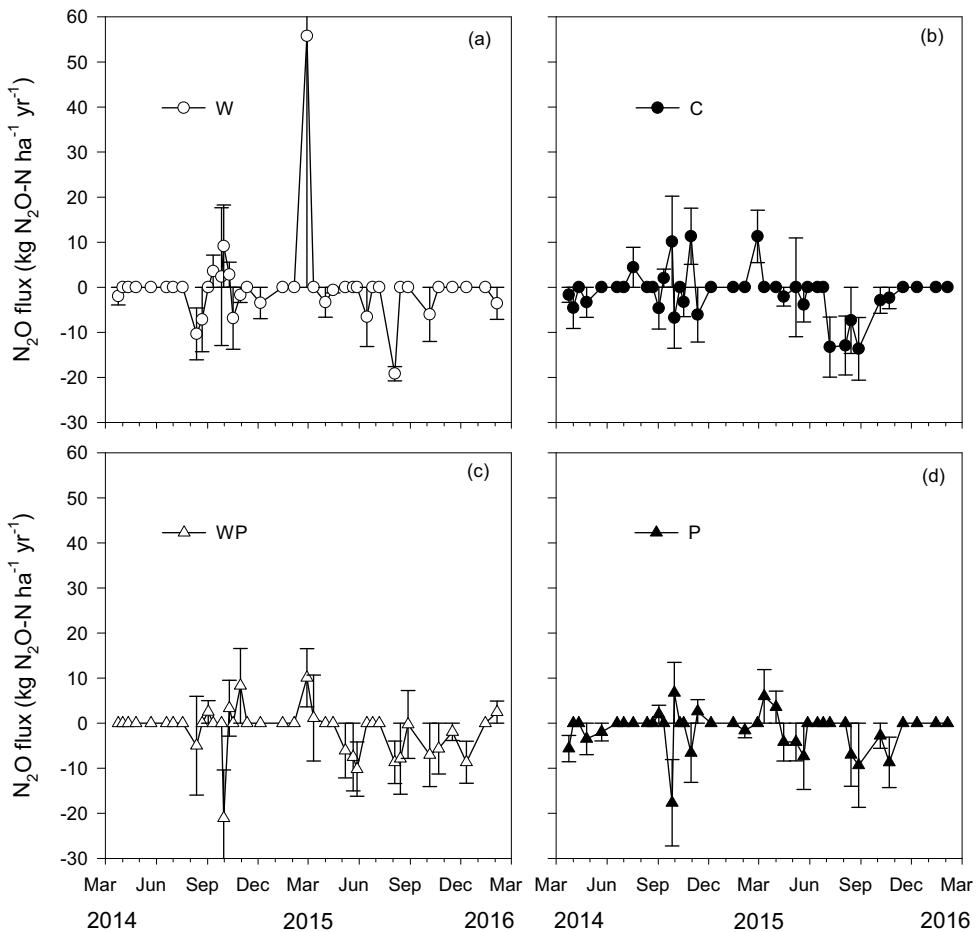 N₂O flux (kg N₂O-N ha⁻¹ yr⁻¹)
60
50
40
30
20
10
0
-10
-20
-30
(a)
W
(b)
C
N₂O flux (kg N₂O-N ha⁻¹ yr⁻¹)
60
50
40
30
20
10
0
-10
-20
-30
(c)
WP
(d)
P
Mar Jun Sep Dec Mar Jun Sep Dec Mar
2014 2015 2016
Mar Jun Sep Dec Mar Jun Sep Dec Mar
2014 2015 2016